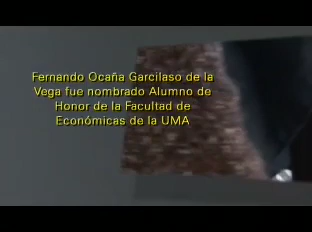 Fernando Ocaña Garcilaso de la
Vega fue nombrado Alumno de
Honor de la Facultad de
Económicas de la UMA